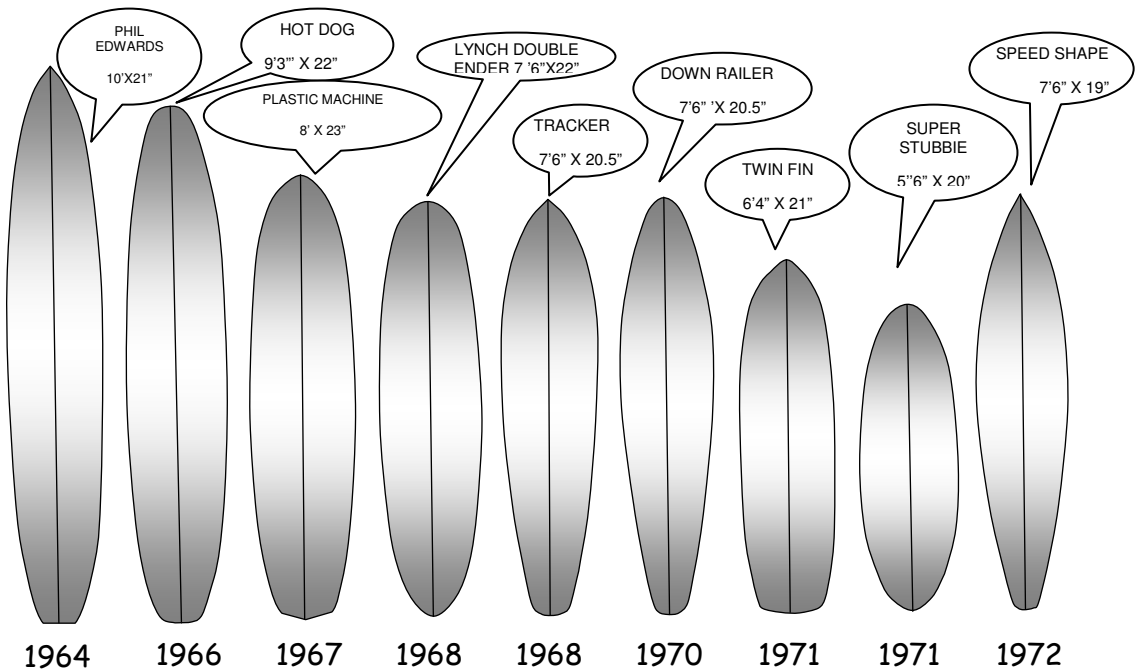 PHIL
EDWARDS
10'X21"
HOT DOG
9'3'" X 22"
PLASTIC MACHINE
8' X 23"
LYNCH DOUBLE
ENDER 7 '6"X22"
TRACKER
7'6" X 20.5"
DOWN RAILER
7'6" 'X 20.5"
TWIN FIN
6'4" X 21"
SUPER
STUBBIE
5"6" X 20"
SPEED SHAPE
7'6" X 19"
1964 1966 1967 1968 1968 1970 1971 1971 1972